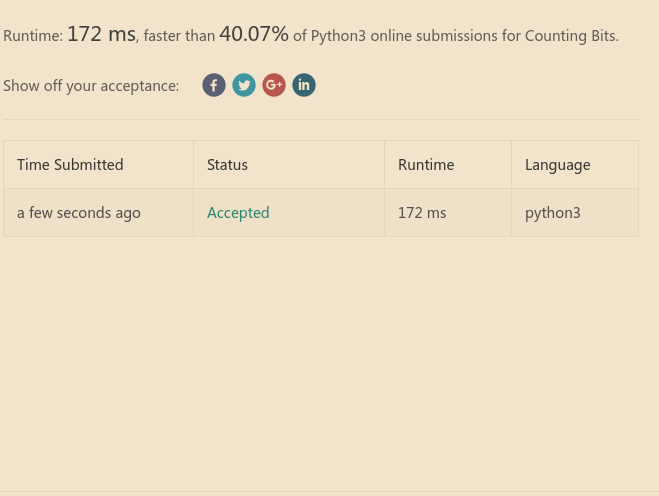 Runtime: 172 ms, faster than 40.07% of Python3 online submissions for Counting Bits.
Show off your acceptance: f G+ in
Time Submitted Status Runtime Language
a few seconds ago Accepted 172 ms python3